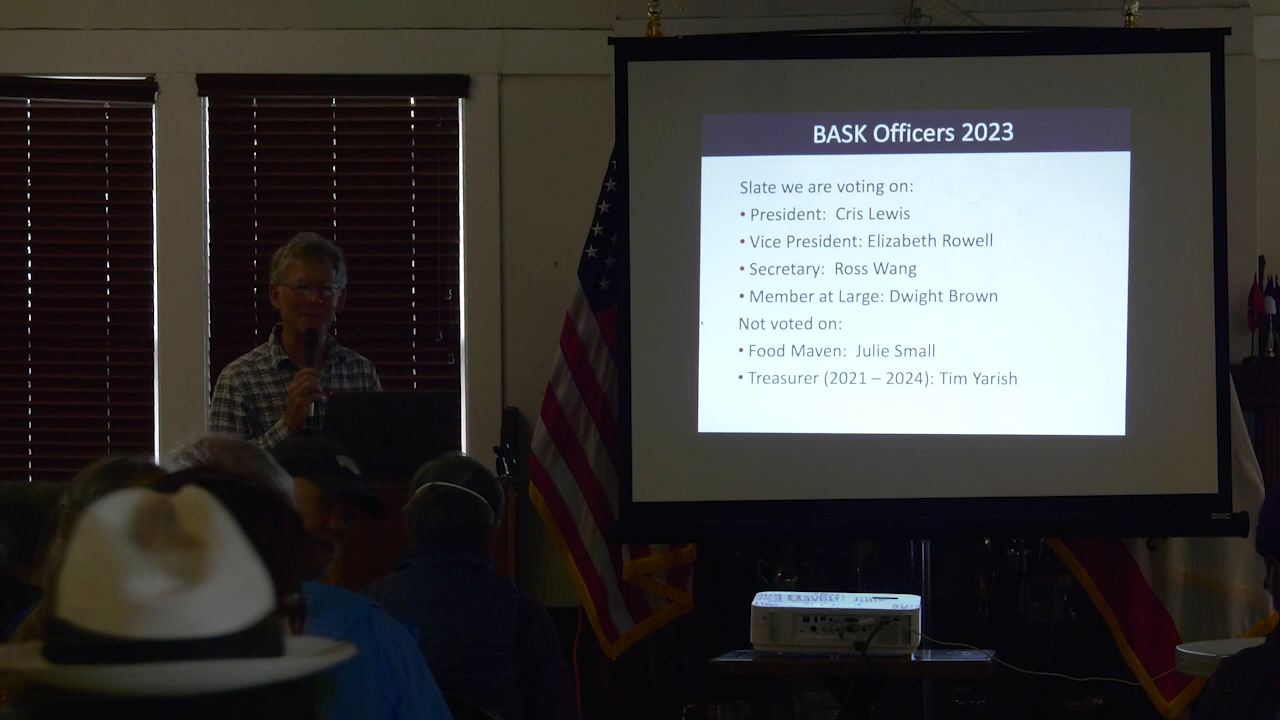 BASK Officers 2023
Slate we are voting on:
• President: Cris Lewis
• Vice President: Elizabeth Rowell
• Secretary: Ross Wang
• Member at Large: Dwight Brown
Not voted on:
• Food Maven: Julie Small
• Treasurer (2021 – 2024): Tim Yarish